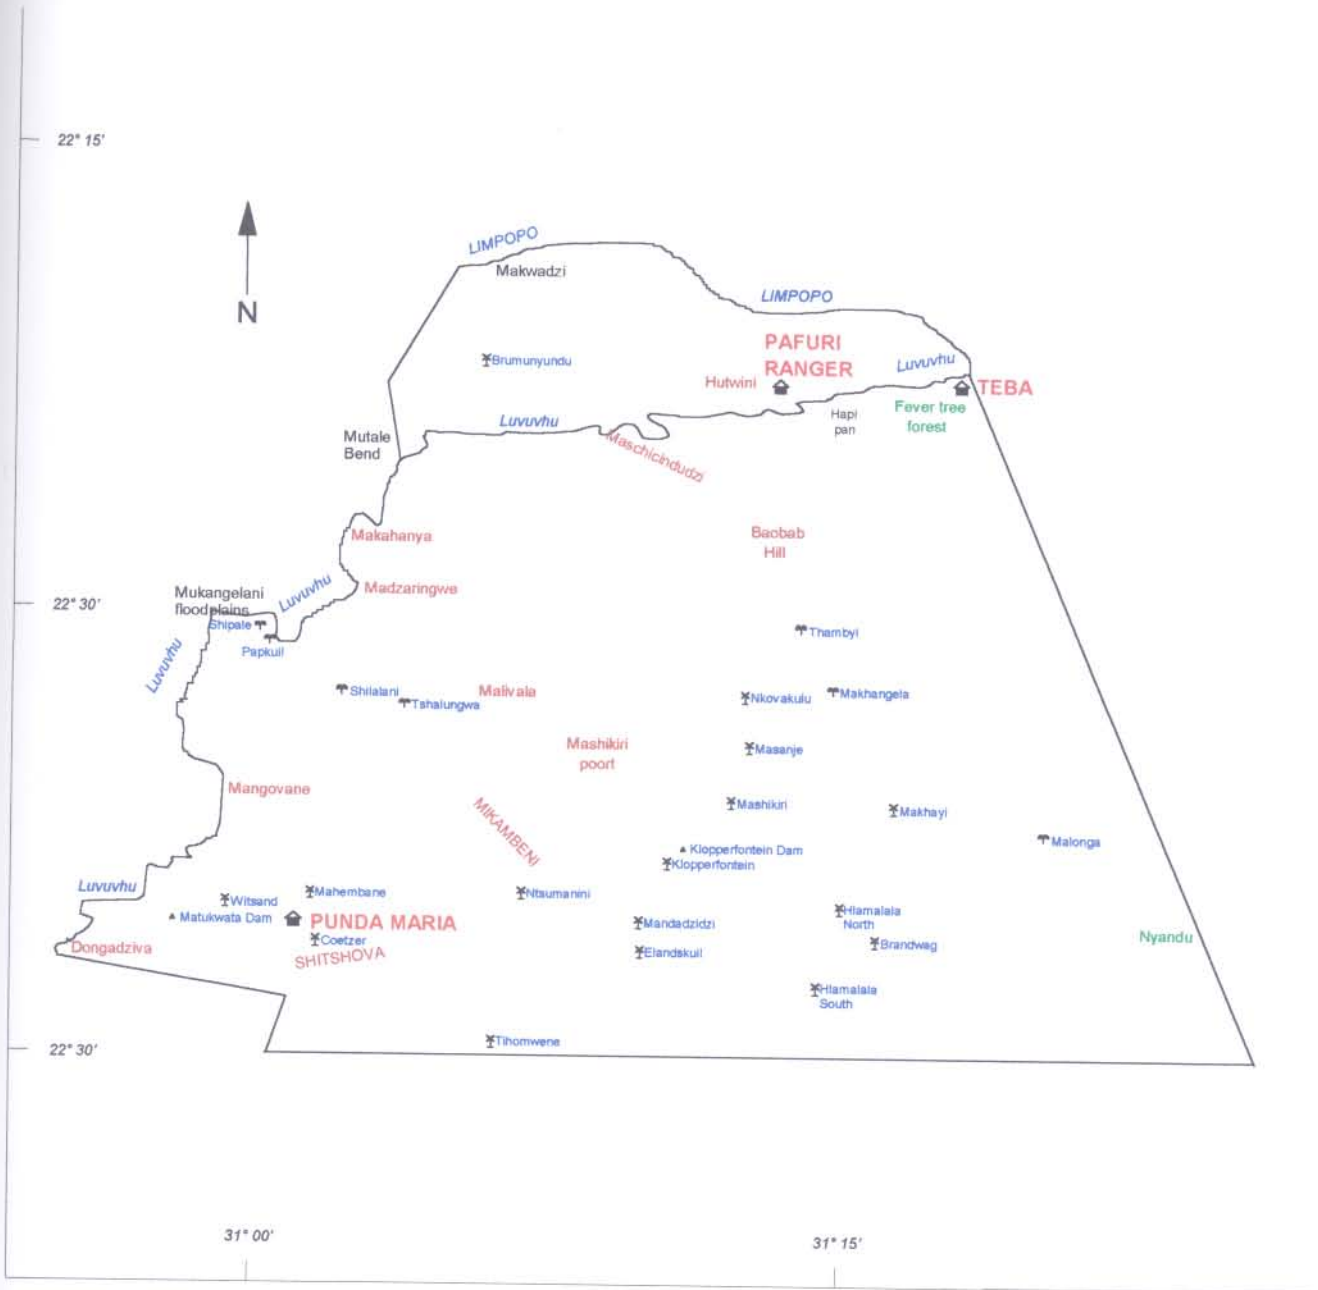 22° 15'
LIMPOPO
Makwadzi
N
LIMPOPO
PAFURI
RANGER
Brumunyundu
Luvuvhu
Hutwini
TEBA
Fever tree
forest
Hapi
pan
Luvuvhu
Mutale
Bend
Maschicindudzi
Makahanya
Baobab
Hill
Madzaringwe
Luvuvhu
Mukangelani
floodplains
22° 30'
Shipale
Thambyi
Papkuil
Luvuvhu
Shilalani
Tshalungwa
Malivala
Nkovakulu
Makhangela
Mashikiri
poort
Masanje
Mangovane
MIKAMBENI
Mashikiri
Makhayi
Malonga
Klopperfontein Dam
Klopperfontein
Luvuvhu
Witsand
Mahembane
Ntsumanini
Matukwata Dam
PUNDA MARIA
Mandadzidzi
Hlamalala
North
Coetzer
Brandwag
Nyandu
Dongadziva
SHITSHOVA
Elandskuil
Hlamalala
South
Tihomwene
22° 30'
31° 00'
31° 15'